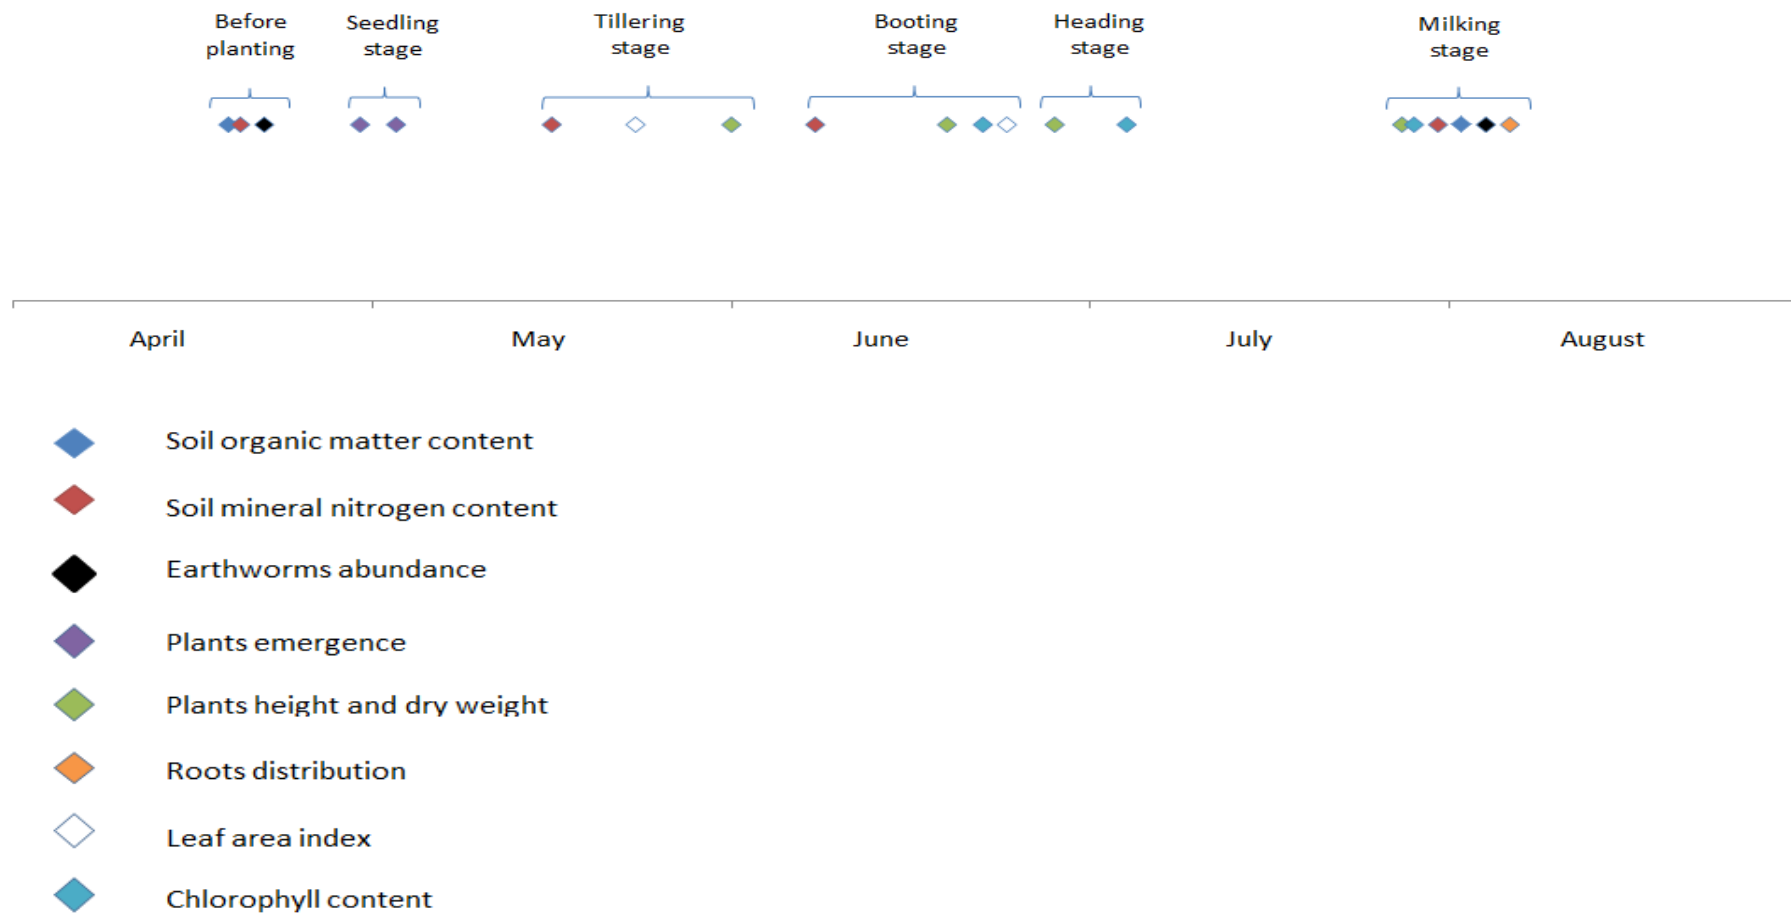 Before
planting
Seedling
stage
Tillering
stage
Booting
stage
Heading
stage
Milking
stage
April
May
June
July
August
Soil organic matter content
Soil mineral nitrogen content
Earthworms abundance
Plants emergence
Plants height and dry weight
Roots distribution
Leaf area index
Chlorophyll content